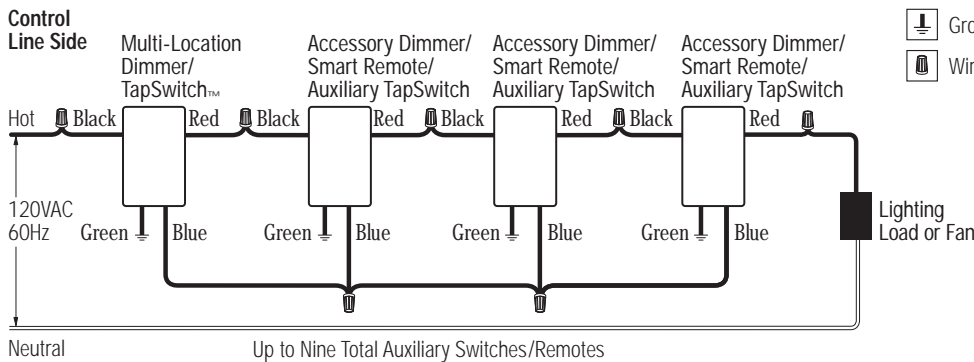 Control
Line Side
Multi-Location
Dimmer/
TapSwitch™
Accessory Dimmer/
Smart Remote/
Auxiliary TapSwitch
Accessory Dimmer/
Smart Remote/
Auxiliary TapSwitch
Accessory Dimmer/
Smart Remote/
Auxiliary TapSwitch
Hot Black Red Black Red Black Red Black Red
120VAC
60Hz
Green Blue Green Blue Green Blue Green Blue
Lighting
Load or Fan
Neutral
Up to Nine Total Auxiliary Switches/Remotes